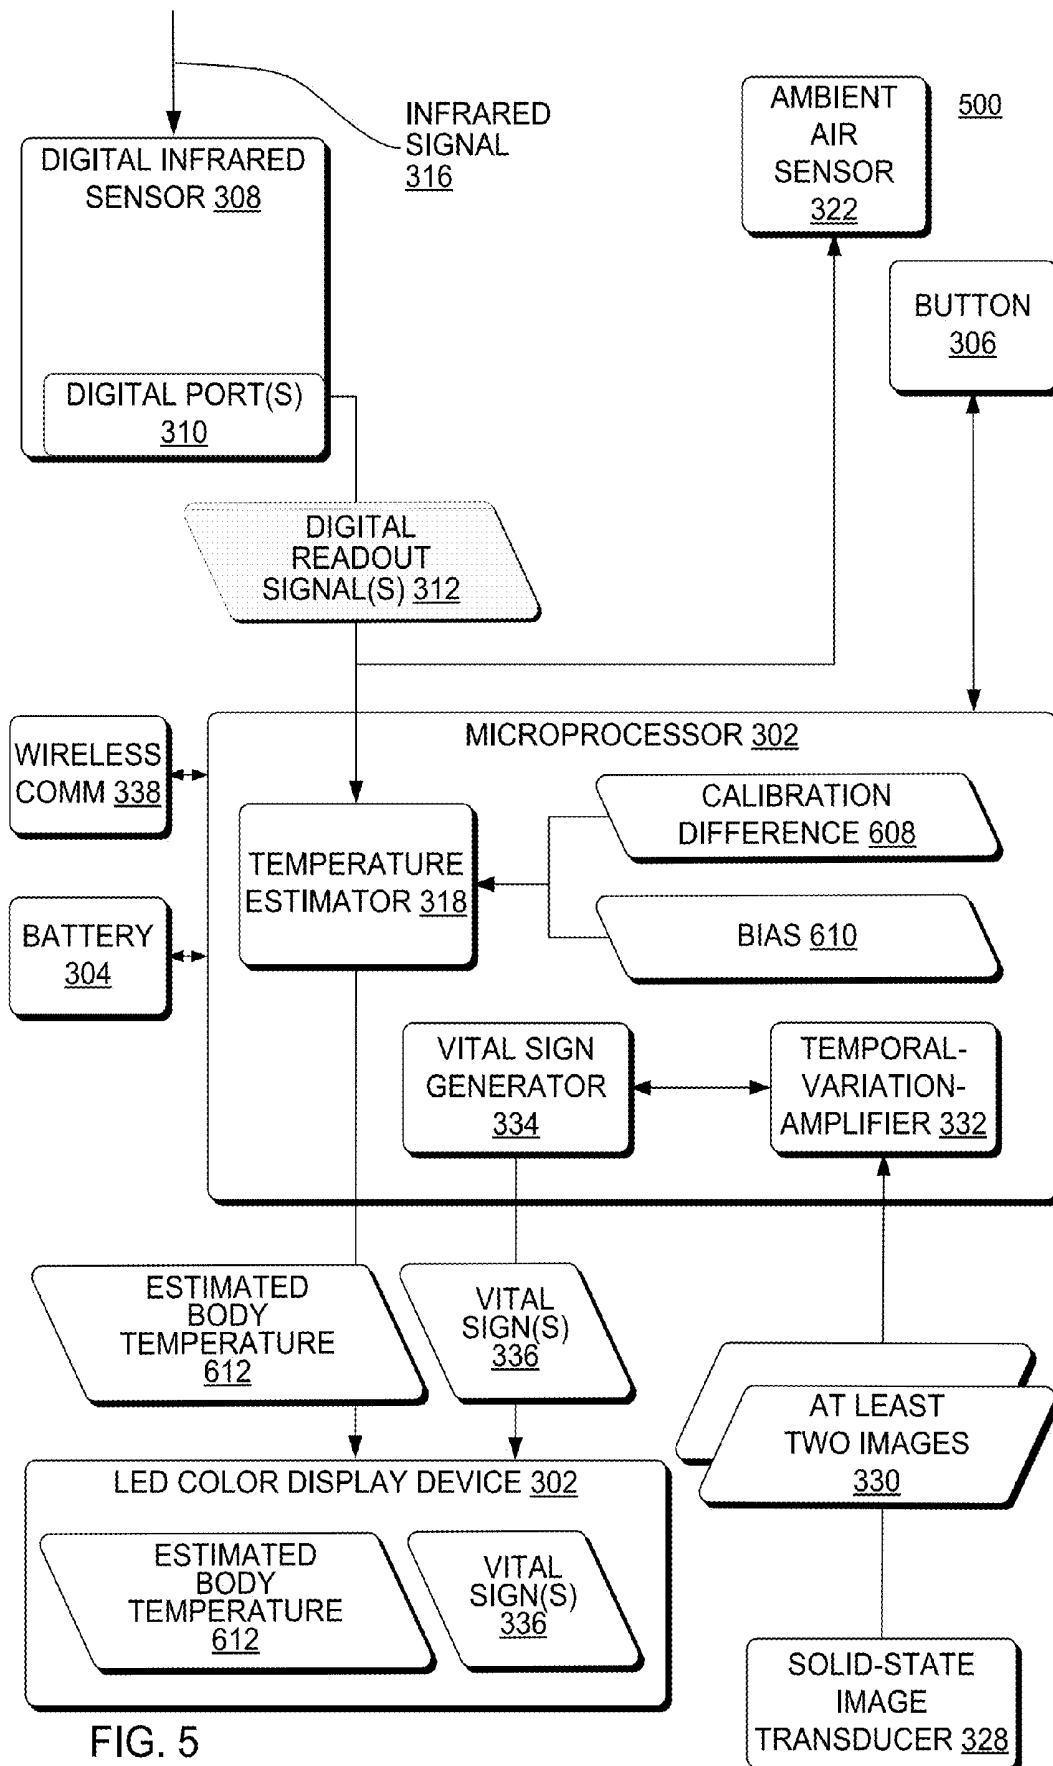 INFRARED
SIGNAL
316
AMBIENT
AIR
SENSOR
322
500
DIGITAL INFRARED
SENSOR 308
BUTTON
306
DIGITAL PORT(S)
310
DIGITAL
READOUT
SIGNAL(S) 312
MICROPROCESSOR 302
WIRELESS
COMM 338
CALIBRATION
DIFFERENCE 608
TEMPERATURE
ESTIMATOR 318
BATTERY
304
BIAS 610
VITAL SIGN
GENERATOR
334
TEMPORAL-
VARIATION-
AMPLIFIER 332
ESTIMATED
BODY
TEMPERATURE
612
VITAL
SIGN(S)
336
AT LEAST
TWO IMAGES
330
LED COLOR DISPLAY DEVICE 302
ESTIMATED
BODY
TEMPERATURE
612
VITAL
SIGN(S)
336
SOLID-STATE
IMAGE
TRANSDUCER 328
FIG. 5